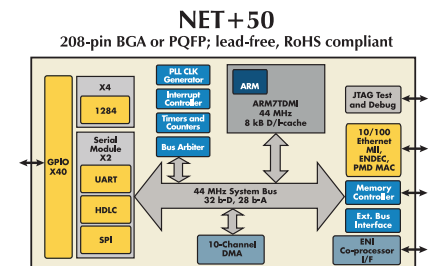 NET+50
208-pin BGA or PQFP; lead-free, RoHS compliant
GPIO
X40
X4
1284
Serial
Module
X2
UART
HDLC
SPI
PLL CLK
Generator
Interrupt
Controller
Timers and
Counters
Bus Arbiter
ARM
ARM7TDMI
44 MHz
8 kB D/I-cache
44 MHz System Bus
32 b-D, 28 b-A
10-Channel
DMA
JTAG Test
and Debug
10/100
Ethernet
MII,
ENDEC,
PMD MAC
Memory
Controller
Ext. Bus
Interface
ENI
Co-processor
I/F